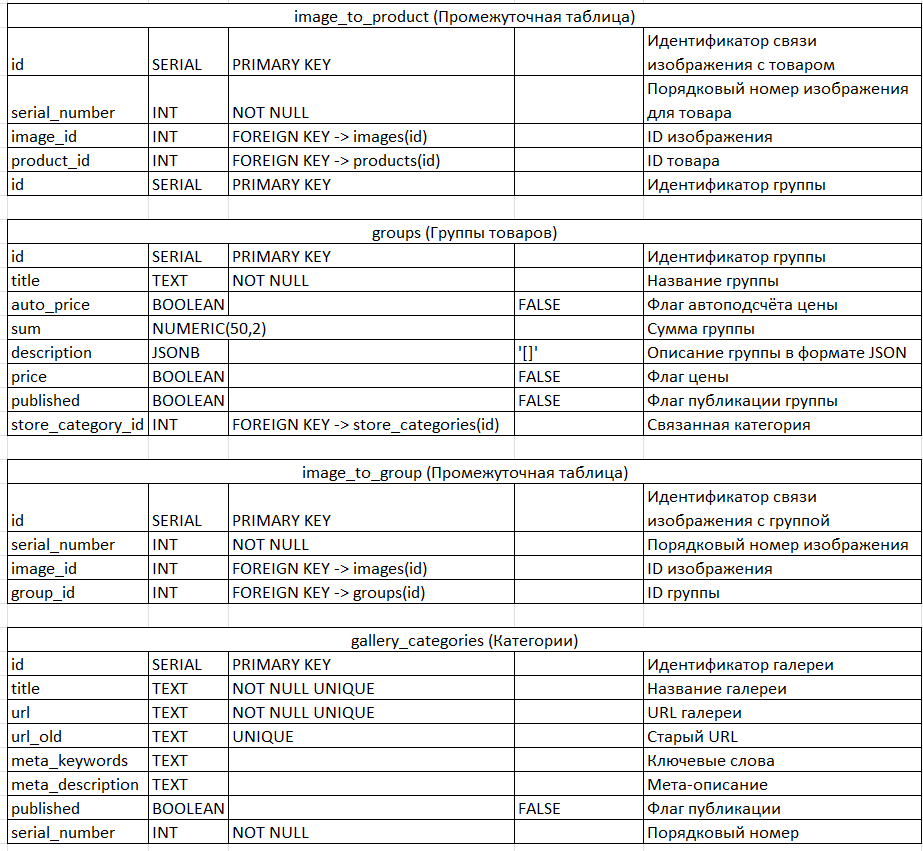 image_to_product (Промежуточная таблица)
id SERIAL PRIMARY KEY Идентификатор связи изображения с товаром
serial_number INT NOT NULL Порядковый номер изображения для товара
image_id INT FOREIGN KEY -> images(id) ID изображения
product_id INT FOREIGN KEY -> products(id) ID товара
id SERIAL PRIMARY KEY Идентификатор группы
groups (Группы товаров)
id SERIAL PRIMARY KEY Идентификатор группы
title TEXT NOT NULL Название группы
auto_price BOOLEAN FALSE Флаг автоподсчёта цены
sum NUMERIC(50,2) Сумма группы
description JSONB '[]' Описание группы в формате JSON
price BOOLEAN FALSE Флаг цены
published BOOLEAN FALSE Флаг публикации группы
store_category_id INT FOREIGN KEY -> store_categories(id) Связанная категория
image_to_group (Промежуточная таблица)
id SERIAL PRIMARY KEY Идентификатор связи изображения с группой
serial_number INT NOT NULL Порядковый номер изображения
image_id INT FOREIGN KEY -> images(id) ID изображения
group_id INT FOREIGN KEY -> groups(id) ID группы
gallery_categories (Категории)
id SERIAL PRIMARY KEY Идентификатор галереи
title TEXT NOT NULL UNIQUE Название галереи
url TEXT NOT NULL UNIQUE URL галереи
url_old TEXT UNIQUE Старый URL
meta_keywords TEXT Ключевые слова
meta_description TEXT Мета-описание
published BOOLEAN FALSE Флаг публикации
serial_number INT NOT NULL Порядковый номер